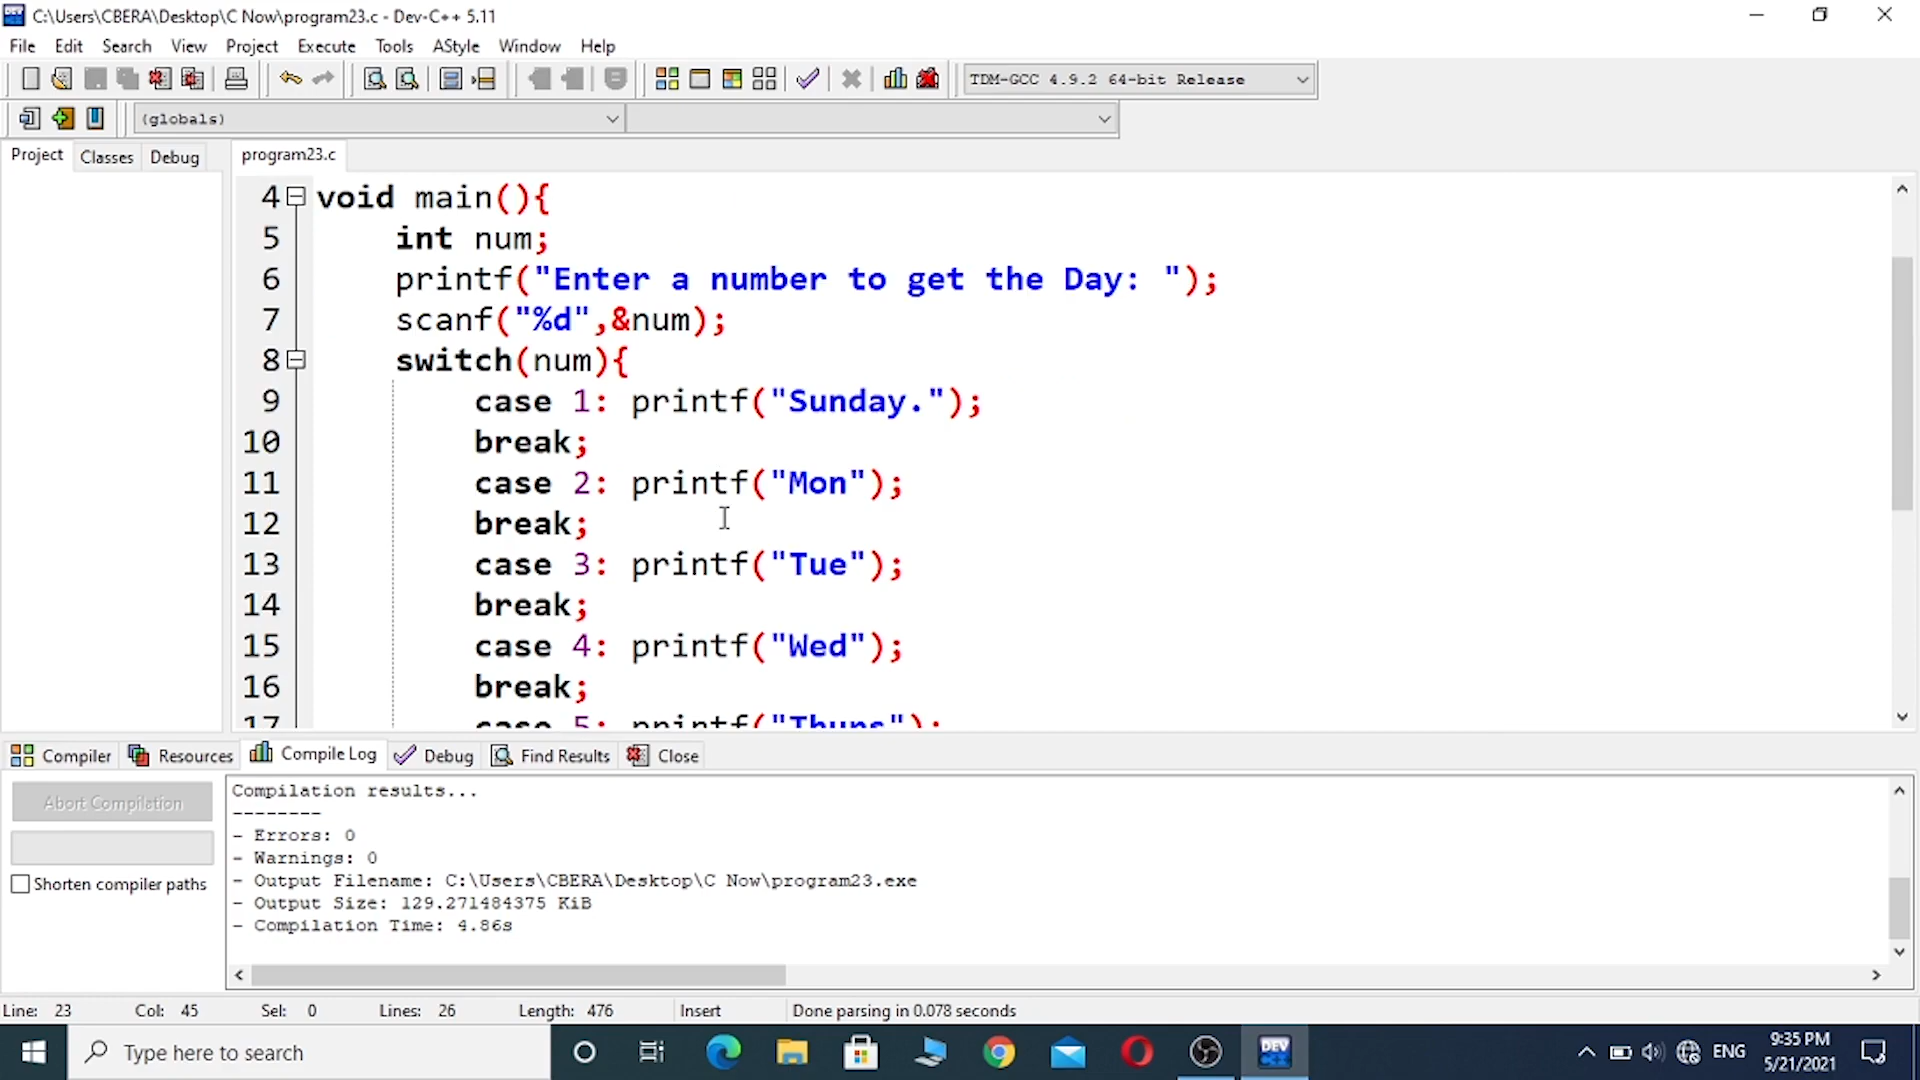 C:\Users\CBERA\Desktop\C Now\program23.c - Dev-C++ 5.11
File Edit Search View Project Execute Tools AStyle Window Help
TDM-GCC 4.9.2 64-bit Release
(globals)
Project Classes Debug
program23.c
4 void main(){
5 int num;
6 printf("Enter a number to get the Day: ");
7 scanf("%d",&num);
8 switch(num){
9 case 1: printf("Sunday.");
10 break;
11 case 2: printf("Mon");
12 break;
13 case 3: printf("Tue");
14 break;
15 case 4: printf("Wed");
16 break;
17 case 5: printf("Thurs");
Compiler Resources Compile Log Debug Find Results Close
Abort Compilation
Shorten compiler paths
Compilation results...
--------
- Errors: 0
- Warnings: 0
- Output Filename: C:\Users\CBERA\Desktop\C Now\program23.exe
- Output Size: 129.271484375 KiB
- Compilation Time: 4.86s
Line: 23 Col: 45 Sel: 0 Lines: 26 Length: 476 Insert Done parsing in 0.078 seconds
Type here to search
DEV
ENG
9:35 PM
5/21/2021